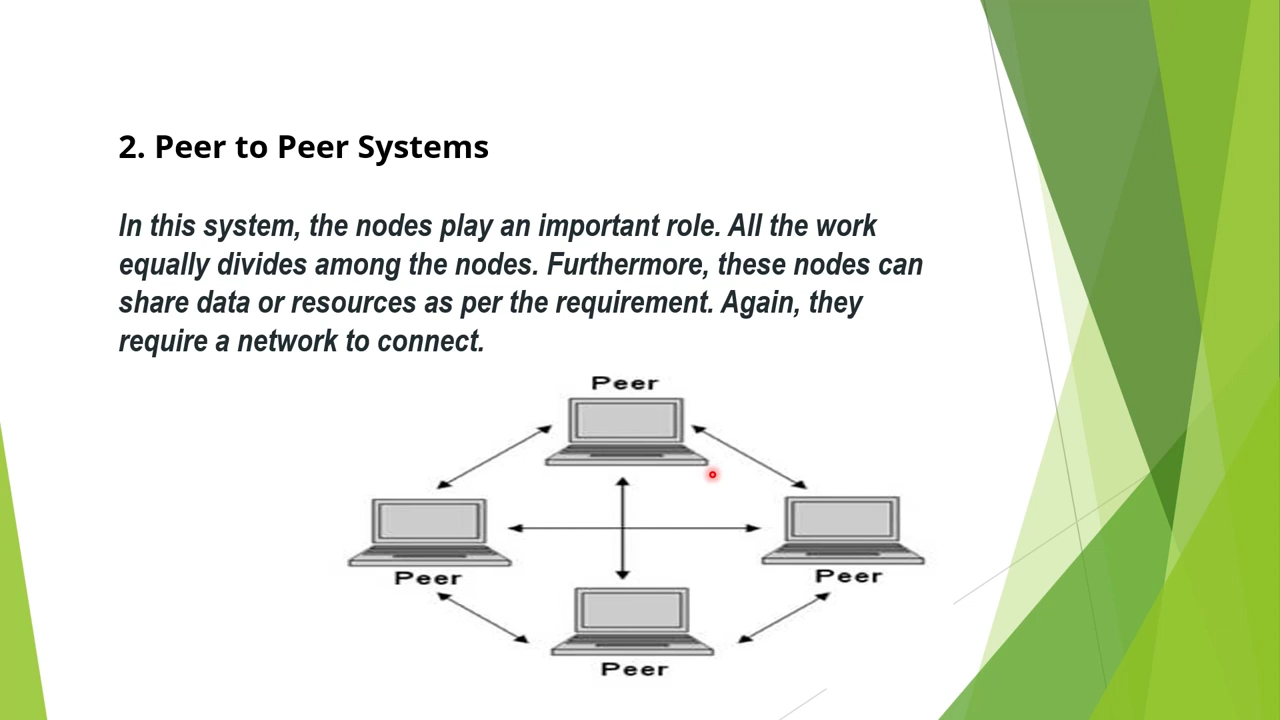 2. Peer to Peer Systems
In this system, the nodes play an important role. All the work
equally divides among the nodes. Furthermore, these nodes can
share data or resources as per the requirement. Again, they
require a network to connect.
Peer
Peer
Peer
Peer